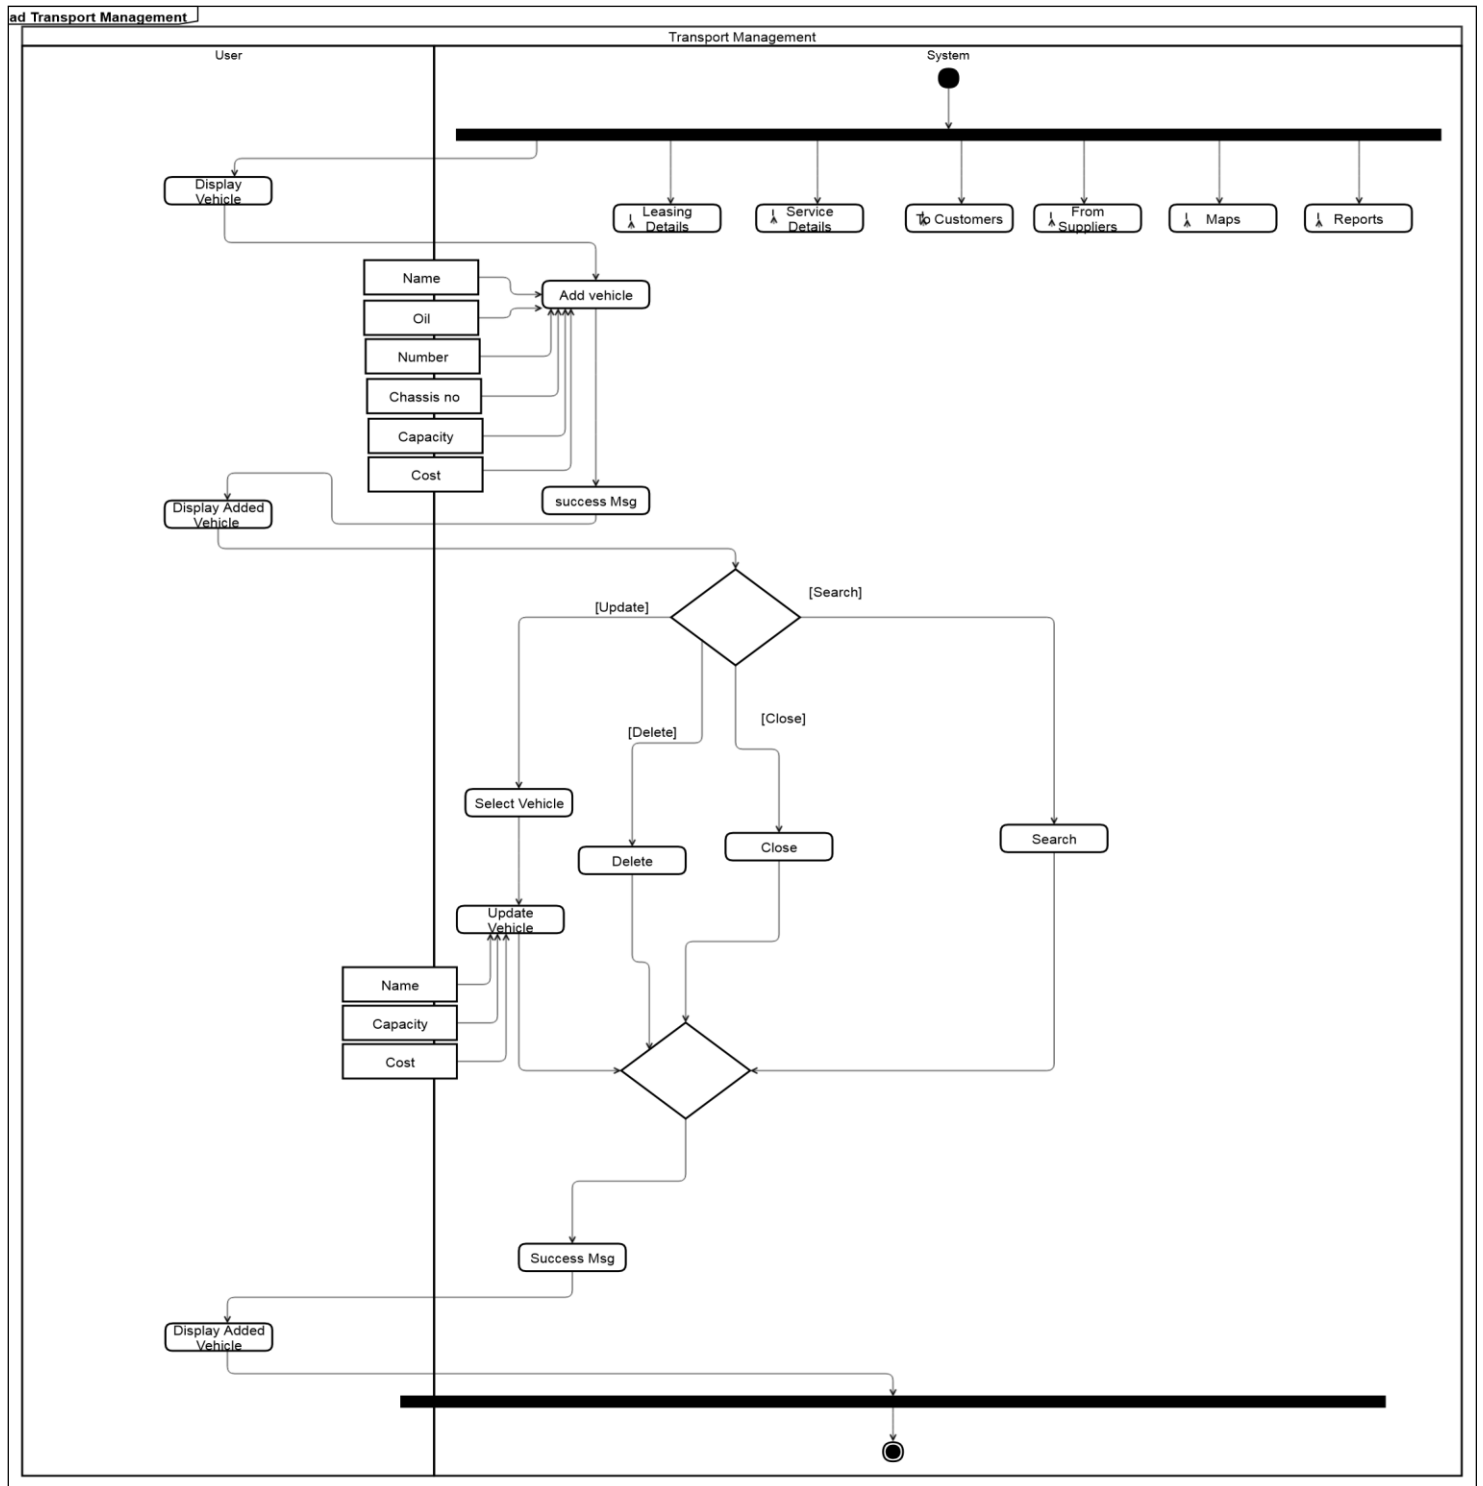 ad Transport Management
Transport Management
User
System
Display
Vehicle
Leasing
Details
Service
Details
To Customers
From
Suppliers
Maps
Reports
Name
Add vehicle
Oil
Number
Chassis no
Capacity
Cost
success Msg
Display Added
Vehicle
[Search]
[Update]
[Close]
[Delete]
Select Vehicle
Search
Close
Delete
Update
Vehicle
Name
Capacity
Cost
Success Msg
Display Added
Vehicle